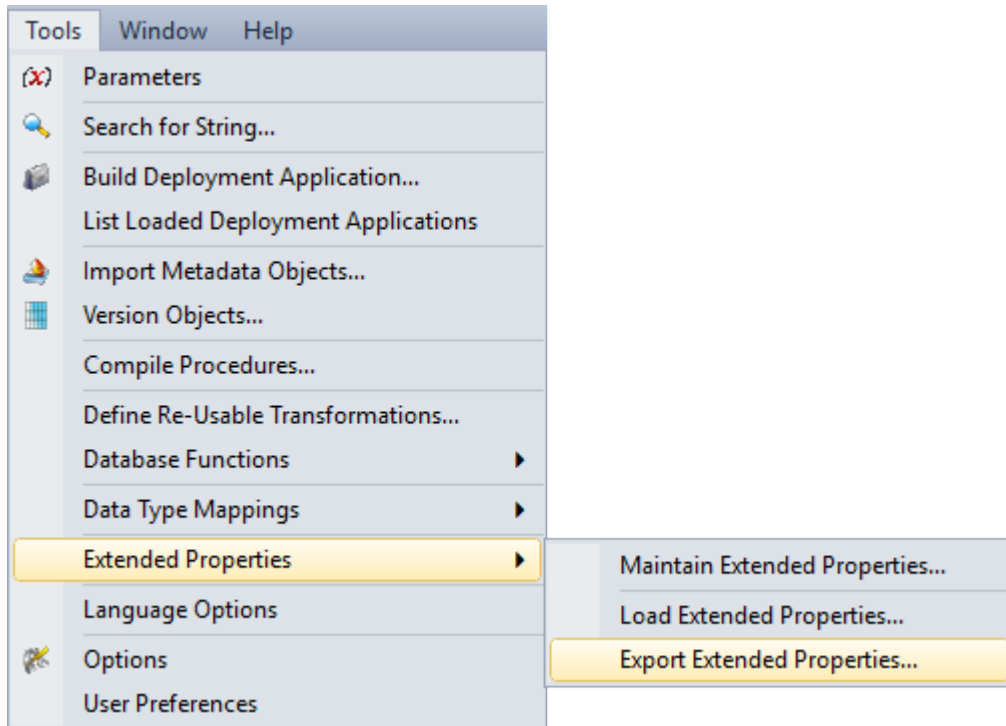 Tools Window Help
(x) Parameters
Search for String...
Build Deployment Application...
List Loaded Deployment Applications
Import Metadata Objects...
Version Objects...
Compile Procedures...
Define Re-Usable Transformations...
Database Functions
Data Type Mappings
Extended Properties
Maintain Extended Properties...
Language Options
Load Extended Properties...
Options
Export Extended Properties...
User Preferences